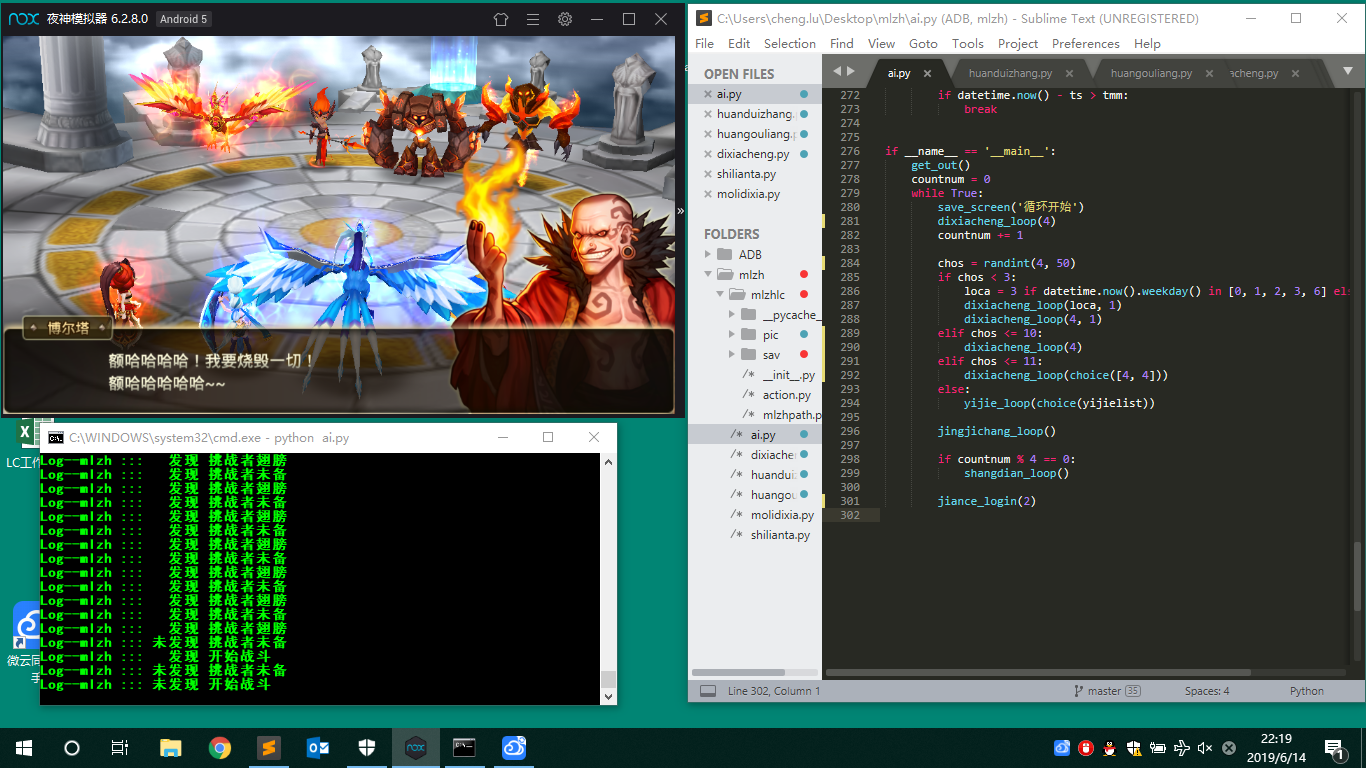 nox 夜神模拟器 6.2.8.0 Android 5
博尔塔
额哈哈哈哈！我要烧毁一切！
额哈哈哈哈哈~~
C:\WINDOWS\system32\cmd.exe - python ai.py
Log--mlzh ::: 发现 挑战者翅膀
Log--mlzh ::: 发现 挑战者未备
Log--mlzh ::: 发现 挑战者翅膀
Log--mlzh ::: 发现 挑战者未备
Log--mlzh ::: 发现 挑战者翅膀
Log--mlzh ::: 发现 挑战者未备
Log--mlzh ::: 发现 挑战者翅膀
Log--mlzh ::: 发现 挑战者未备
Log--mlzh ::: 发现 挑战者翅膀
Log--mlzh ::: 发现 挑战者未备
Log--mlzh ::: 发现 挑战者翅膀
Log--mlzh ::: 发现 挑战者未备
Log--mlzh ::: 发现 挑战者翅膀
Log--mlzh ::: 未发现 挑战者未备
Log--mlzh ::: 发现 开始战斗
Log--mlzh ::: 未发现 挑战者未备
Log--mlzh ::: 未发现 开始战斗
LC工作
微云同
手
C:\Users\cheng.lu\Desktop\mlzh\ai.py (ADB, mlzh) - Sublime Text (UNREGISTERED)
File Edit Selection Find View Goto Tools Project Preferences Help
OPEN FILES
ai.py
huanduizhang.
huangouliang.
dixiacheng.py
shilianta.py
molidixia.py
FOLDERS
ADB
mlzh
mlzhlc
__pycache_
pic
sav
/* __init__.py
/* action.py
/* mlzhpath.p
/* ai.py
/* dixiache
/* huandui
/* huangou
/* molidixia.py
/* shilianta.py
ai.py huanduizhang.py huangouliang.py acheng.py
272 if datetime.now() - ts > tmm:
273 break
274
275
276 if __name__ == '__main__':
277 get_out()
278 countnum = 0
279 while True:
280 save_screen('循环开始')
281 dixiacheng_loop(4)
282 countnum += 1
283
284 chos = randint(4, 50)
285 if chos < 3:
286 loca = 3 if datetime.now().weekday() in [0, 1, 2, 3, 6] els
287 dixiacheng_loop(loca, 1)
288 dixiacheng_loop(4, 1)
289 elif chos <= 10:
290 dixiacheng_loop(4)
291 elif chos <= 11:
292 dixiacheng_loop(choice([4, 4]))
293 else:
294 yijie_loop(choice(yijielist))
295
296 jingjichang_loop()
297
298 if countnum % 4 == 0:
299 shangdian_loop()
300
301 jiance_login(2)
302
Line 302, Column 1 master 35 Spaces: 4 Python
22:19
2019/6/14
1